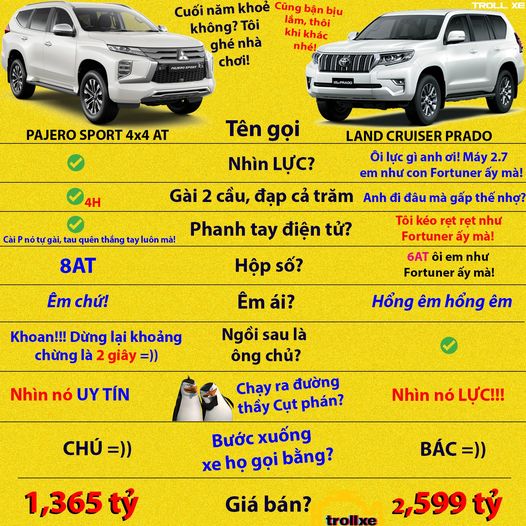 TROLL XE
Cuối năm khoẻ
không? Tôi
ghé nhà
chơi!
Cũng bận bịu
lắm, thôi
khi khác
nhé!
PAJERO SPORT
PRADO
PAJERO SPORT 4x4 AT
Tên gọi
LAND CRUISER PRADO
Nhìn LỰC?
Ôi lực gì anh ơi! Máy 2.7
em như con Fortuner ấy mà!
4H
Gài 2 cầu, đạp cả trăm
Anh đi đâu mà gấp thế nhợ?
Cài P nó tự gài, tau quên thắng tay luôn mà!
Phanh tay điện tử?
Tôi kéo rẹt rẹt như
Fortuner ấy mà!
8AT
Hộp số?
6AT ôi em như
Fortuner ấy mà!
Êm chứ!
Êm ái?
Hổng êm hổng êm
Khoan!!! Dừng lại khoảng
chừng là 2 giây =))
Ngồi sau là
ông chủ?
Nhìn nó UY TÍN
Chạy ra đường
thầy Cụt phán?
Nhìn nó LỰC!!!
CHÚ =))
Bước xuống
xe họ gọi bằng?
BÁC =))
1,365 tỷ
Giá bán?
2,599 tỷ
trollxe